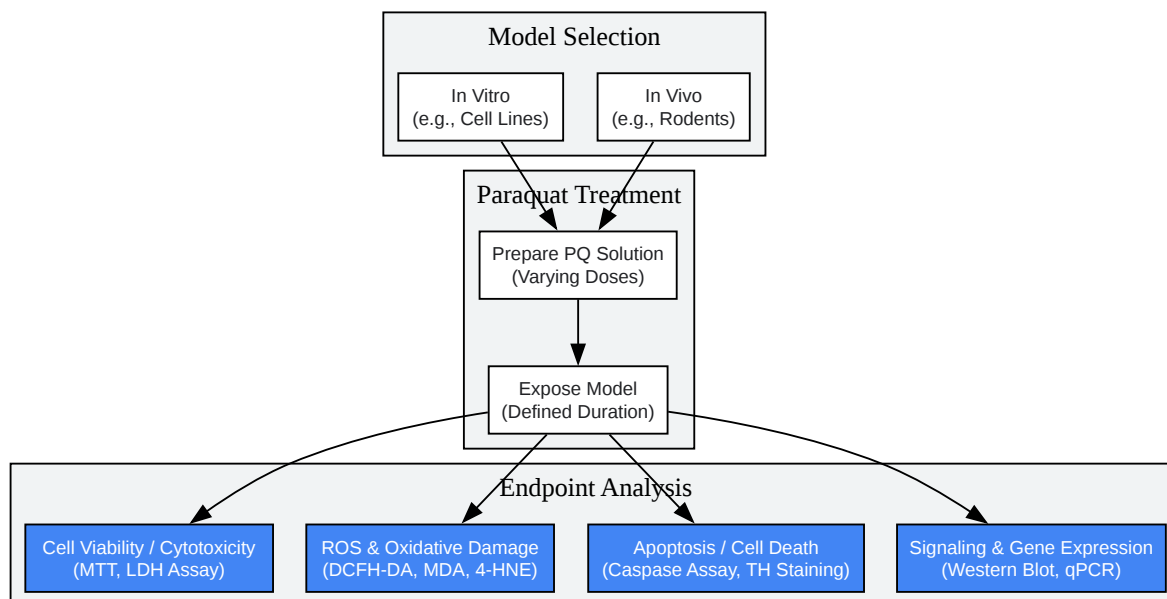 Model Selection
In Vitro
(e.g., Cell Lines)
In Vivo
(e.g., Rodents)
Paraquat Treatment
Prepare PQ Solution
(Varying Doses)
Expose Model
(Defined Duration)
Endpoint Analysis
Cell Viability / Cytotoxicity
(MTT, LDH Assay)
ROS & Oxidative Damage
(DCFH-DA, MDA, 4-HNE)
Apoptosis / Cell Death
(Caspase Assay, TH Staining)
Signaling & Gene Expression
(Western Blot, qPCR)